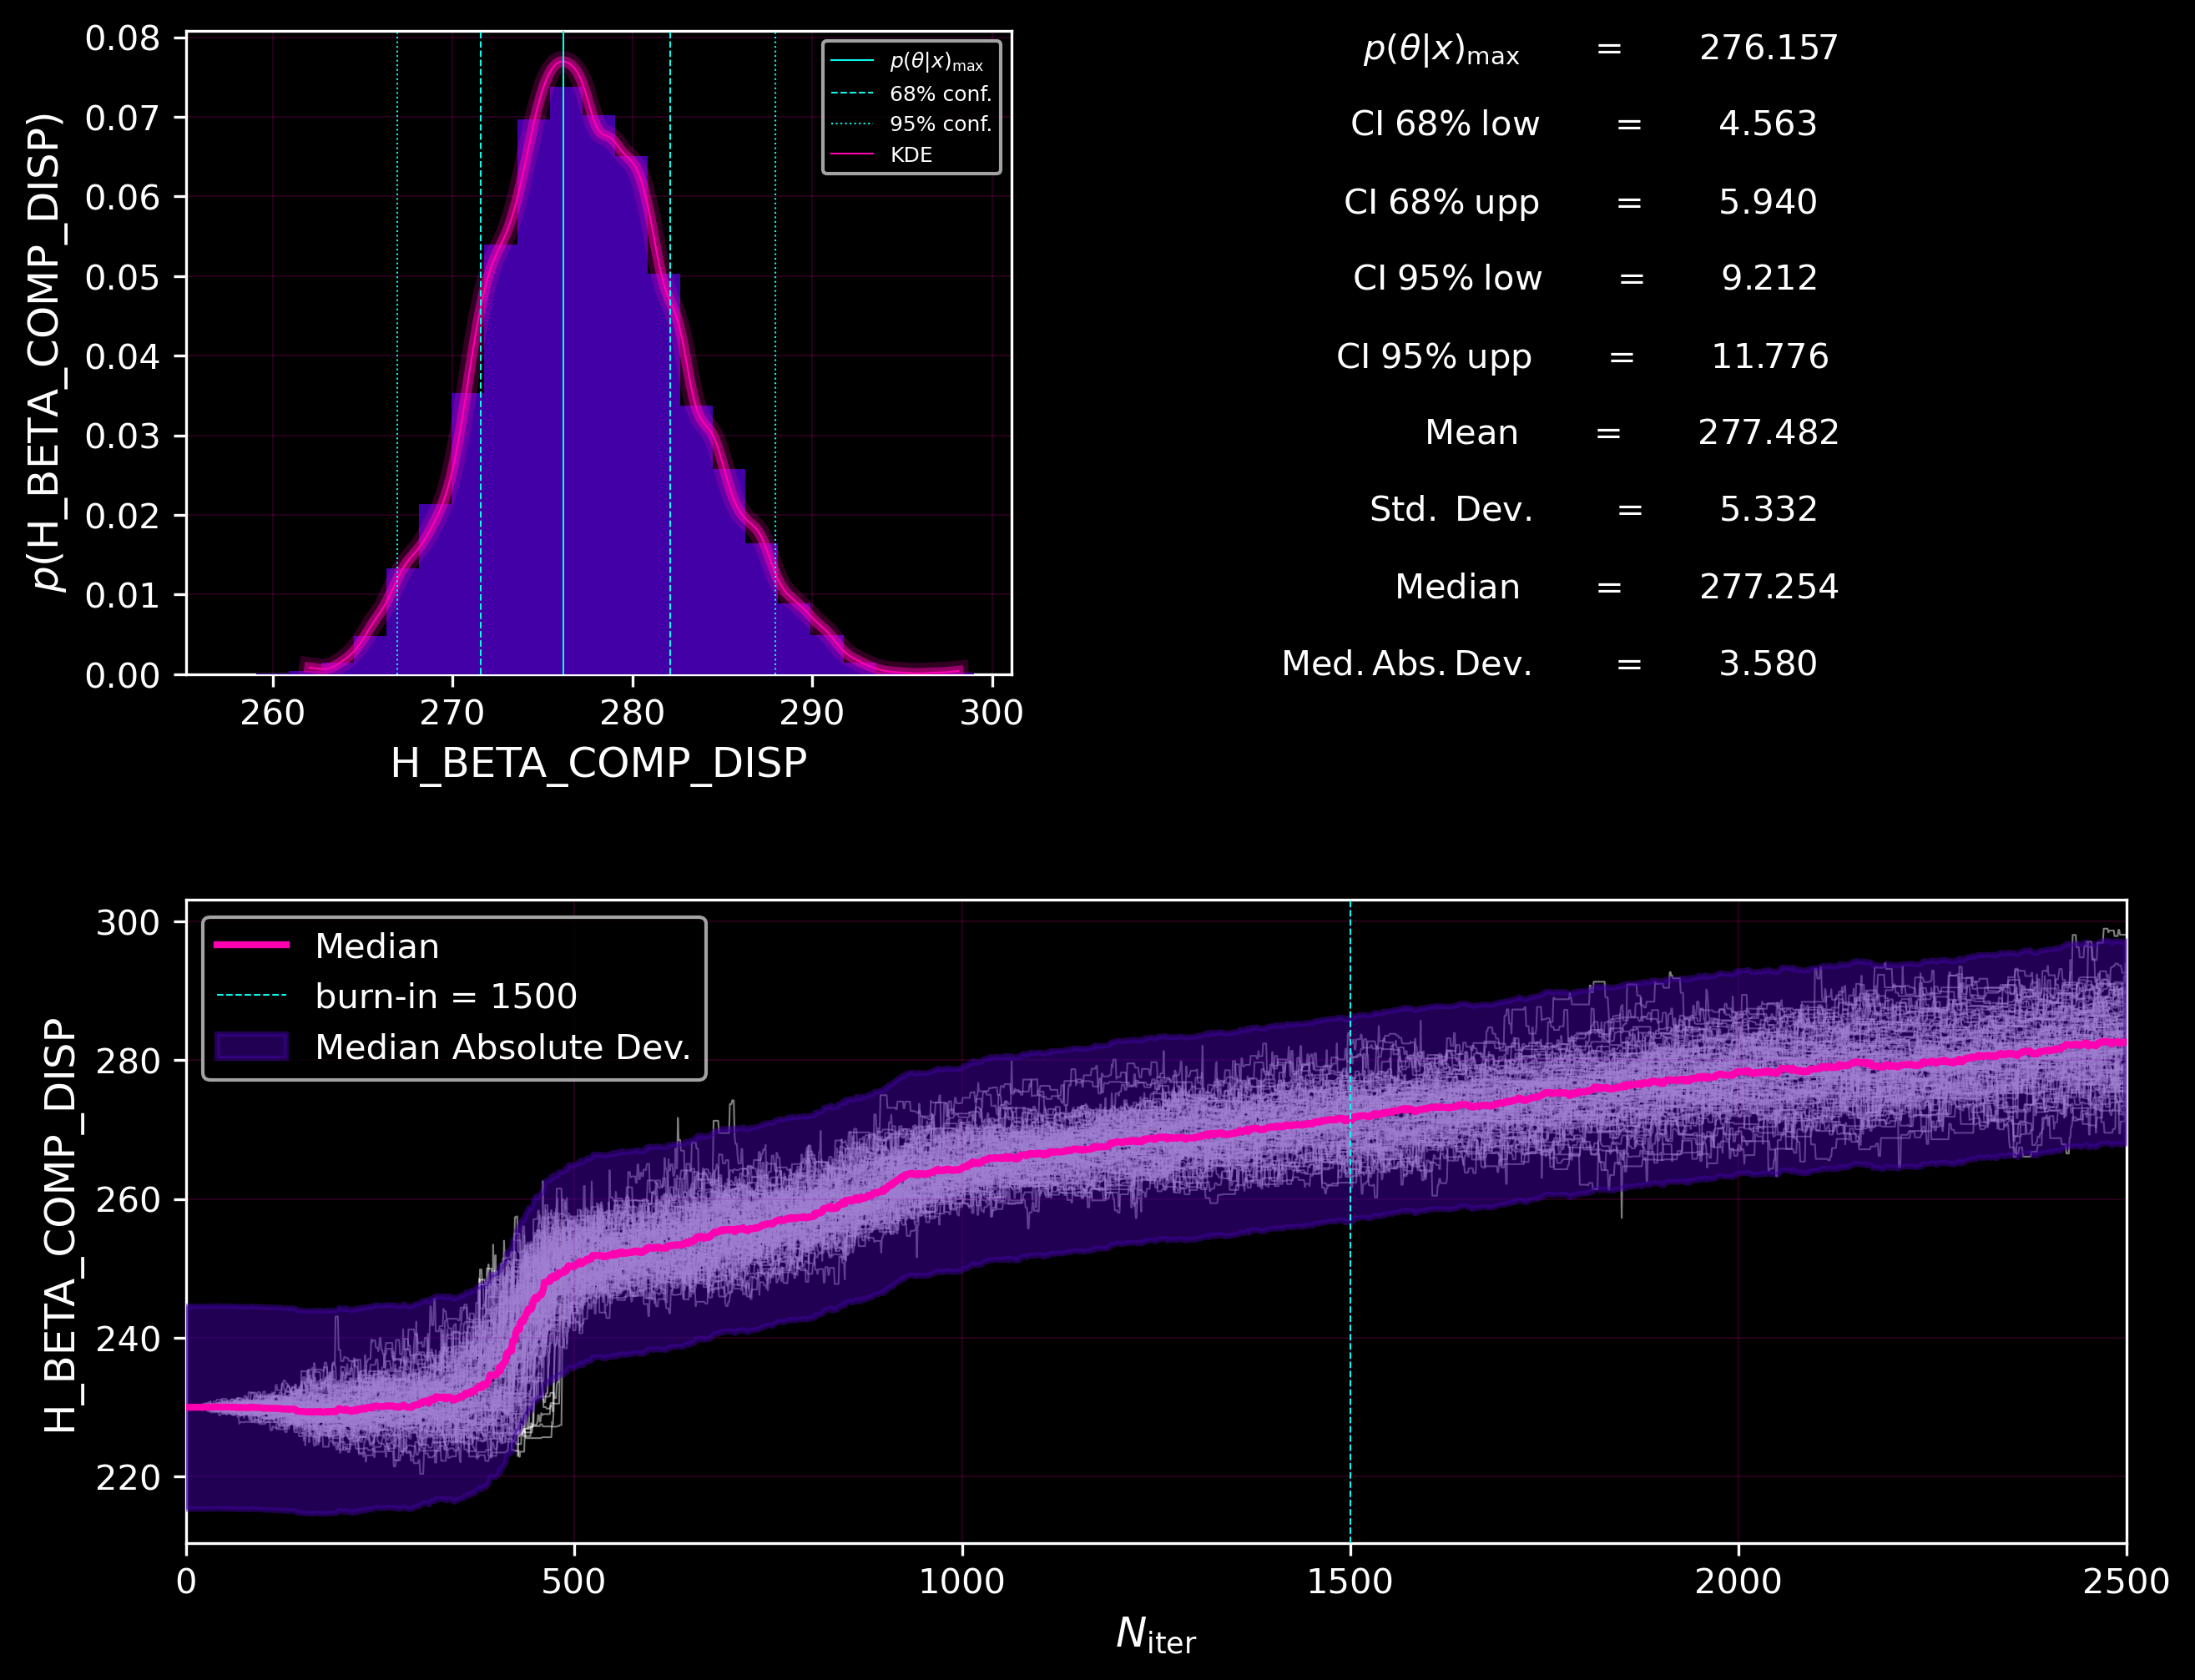 0.08
0.07
0.06
0.05
0.04
0.03
0.02
0.01
0.00
p(H_BETA_COMP_DISP)
260 270 280 290 300
H_BETA_COMP_DISP
p(θ|x)max
68% conf.
95% conf.
KDE
p(θ|x)max = 276.157
CI 68% low = 4.563
CI 68% upp = 5.940
CI 95% low = 9.212
CI 95% upp = 11.776
Mean = 277.482
Std. Dev. = 5.332
Median = 277.254
Med. Abs. Dev. = 3.580
300
280
260
240
220
H_BETA_COMP_DISP
Median
burn-in = 1500
Median Absolute Dev.
0 500 1000 1500 2000 2500
Niter